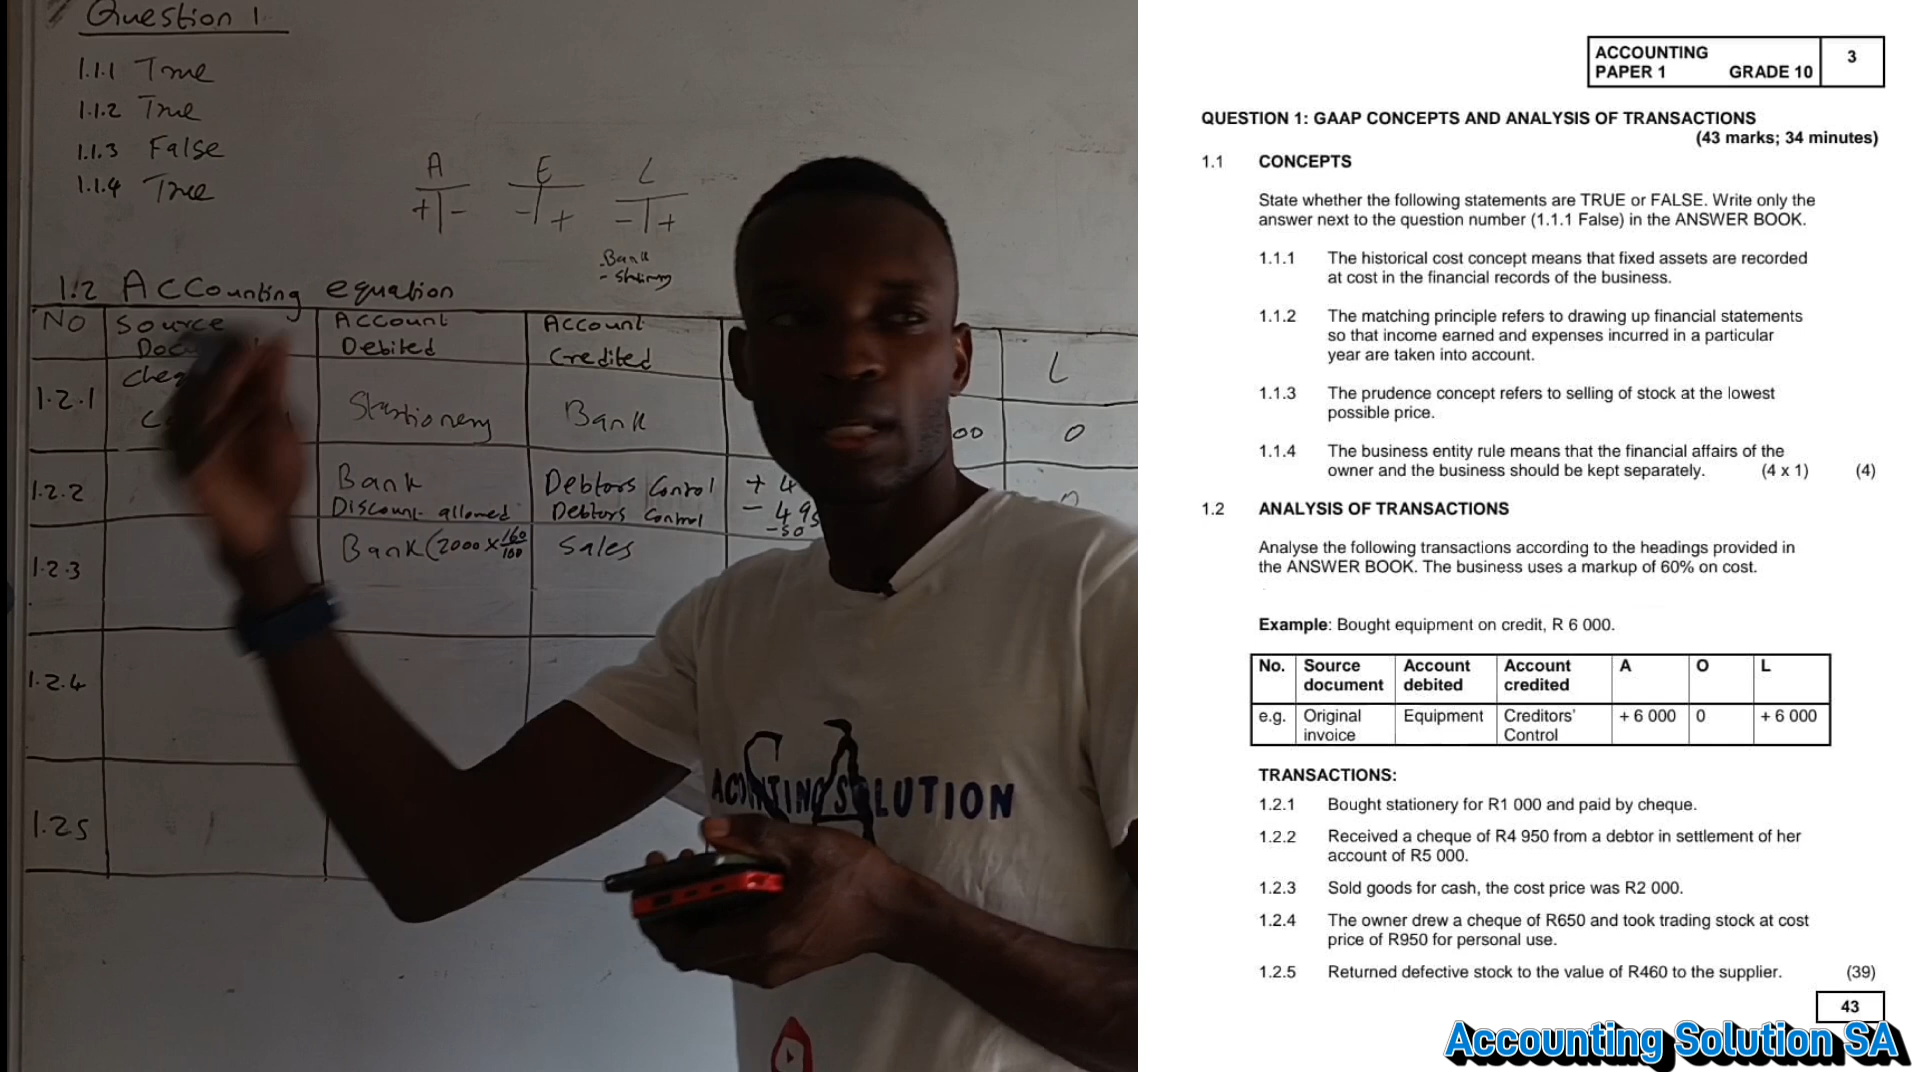 Question 1
1.1.1 True
1.1.2 True
1.1.3 False
1.1.4 True
A E L
+ - - + - +
Bank
1.2 Accounting equation
NO Source Account Account L
Debited Credited
1.2.1 Stastionery Bank 00 0
1.2.2 Bank Debtors Control + 4
Discount allowed Debtors Control - 495
-50
1.2.3 Bank (2000 x 160/100 Sales
1.2.4
1.2.5
LUTION
ACCOUNTING
PAPER 1 GRADE 10
3
QUESTION 1: GAAP CONCEPTS AND ANALYSIS OF TRANSACTIONS
(43 marks; 34 minutes)
1.1 CONCEPTS
State whether the following statements are TRUE or FALSE. Write only the
answer next to the question number (1.1.1 False) in the ANSWER BOOK.
1.1.1 The historical cost concept means that fixed assets are recorded
at cost in the financial records of the business.
1.1.2 The matching principle refers to drawing up financial statements
so that income earned and expenses incurred in a particular
year are taken into account.
1.1.3 The prudence concept refers to selling of stock at the lowest
possible price.
1.1.4 The business entity rule means that the financial affairs of the
owner and the business should be kept separately. (4 x 1) (4)
1.2 ANALYSIS OF TRANSACTIONS
Analyse the following transactions according to the headings provided in
the ANSWER BOOK. The business uses a markup of 60% on cost.
Example: Bought equipment on credit, R 6 000.
No. Source Account Account A O L
document debited credited
e.g. Original Equipment Creditors' + 6 000 0 + 6 000
invoice Control
TRANSACTIONS:
1.2.1 Bought stationery for R1 000 and paid by cheque.
1.2.2 Received a cheque of R4 950 from a debtor in settlement of her
account of R5 000.
1.2.3 Sold goods for cash, the cost price was R2 000.
1.2.4 The owner drew a cheque of R650 and took trading stock at cost
price of R950 for personal use.
1.2.5 Returned defective stock to the value of R460 to the supplier. (39)
43
Accounting Solution SA